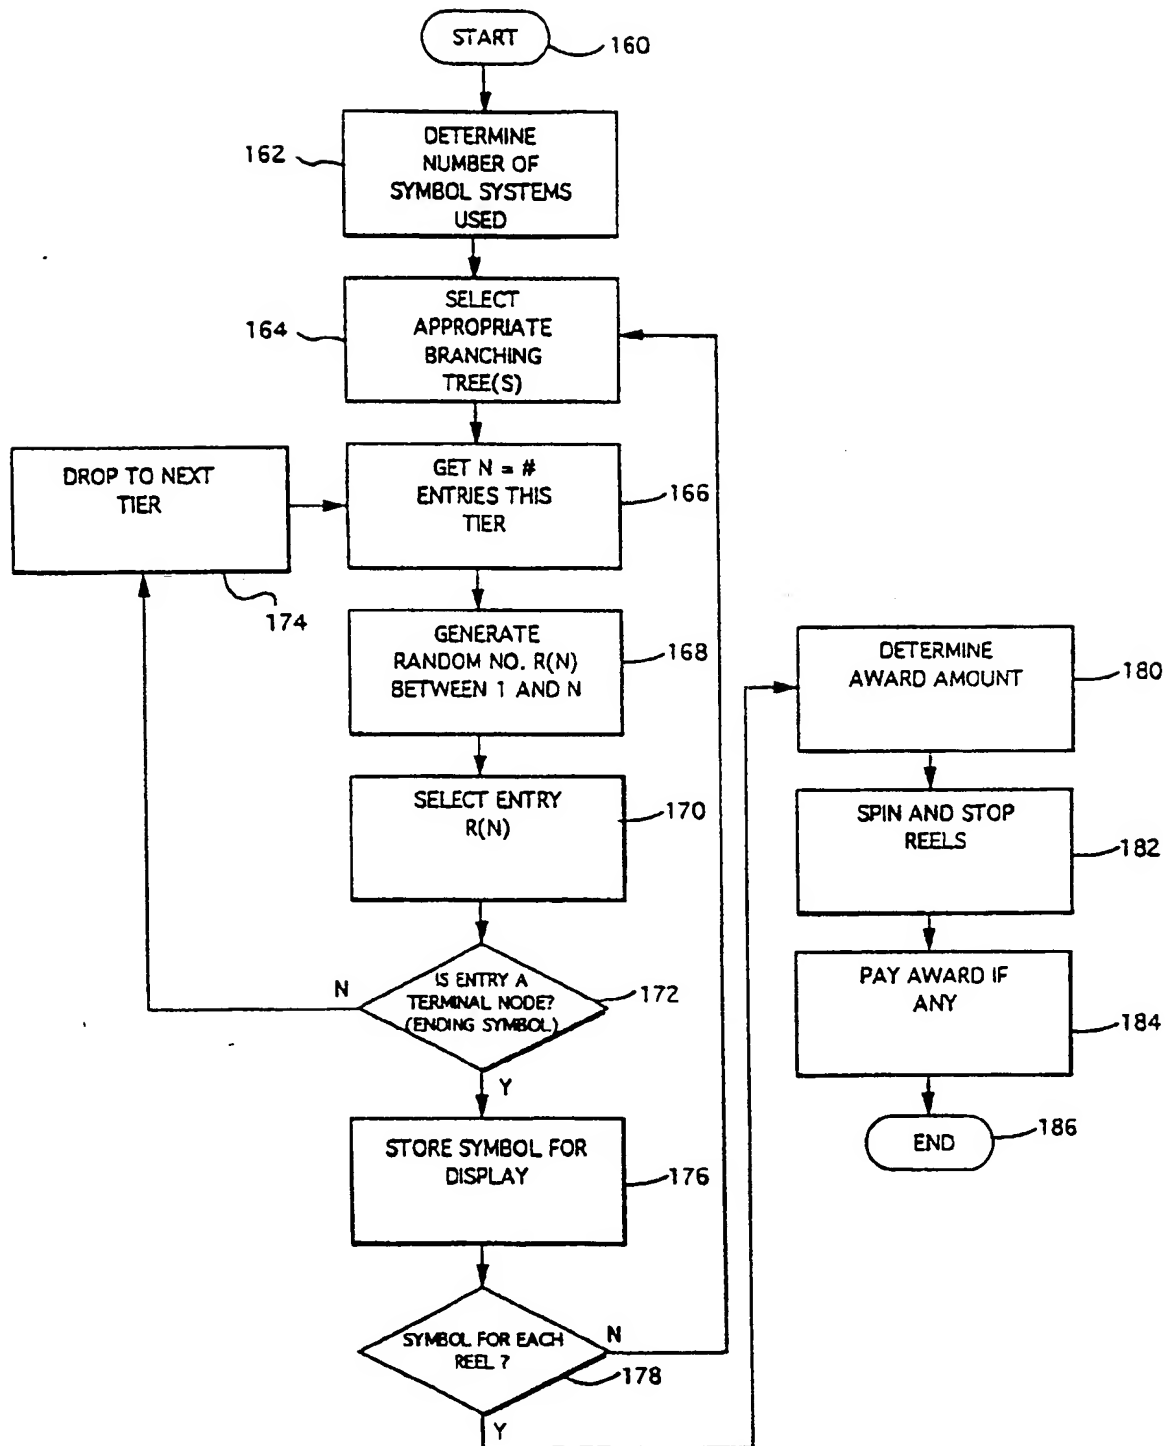 START
160
DETERMINE
NUMBER OF
SYMBOL SYSTEMS
USED
162
SELECT
APPROPRIATE
BRANCHING
TREE(S)
164
DROP TO NEXT
TIER
174
GET N = #
ENTRIES THIS
TIER
166
GENERATE
RANDOM NO. R(N)
BETWEEN 1 AND N
168
SELECT ENTRY
R(N)
170
IS ENTRY A
TERMINAL NODE?
(ENDING SYMBOL)
172
N
Y
STORE SYMBOL FOR
DISPLAY
176
SYMBOL FOR EACH
REEL ?
178
N
Y
DETERMINE
AWARD AMOUNT
180
SPIN AND STOP
REELS
182
PAY AWARD IF
ANY
184
END
186